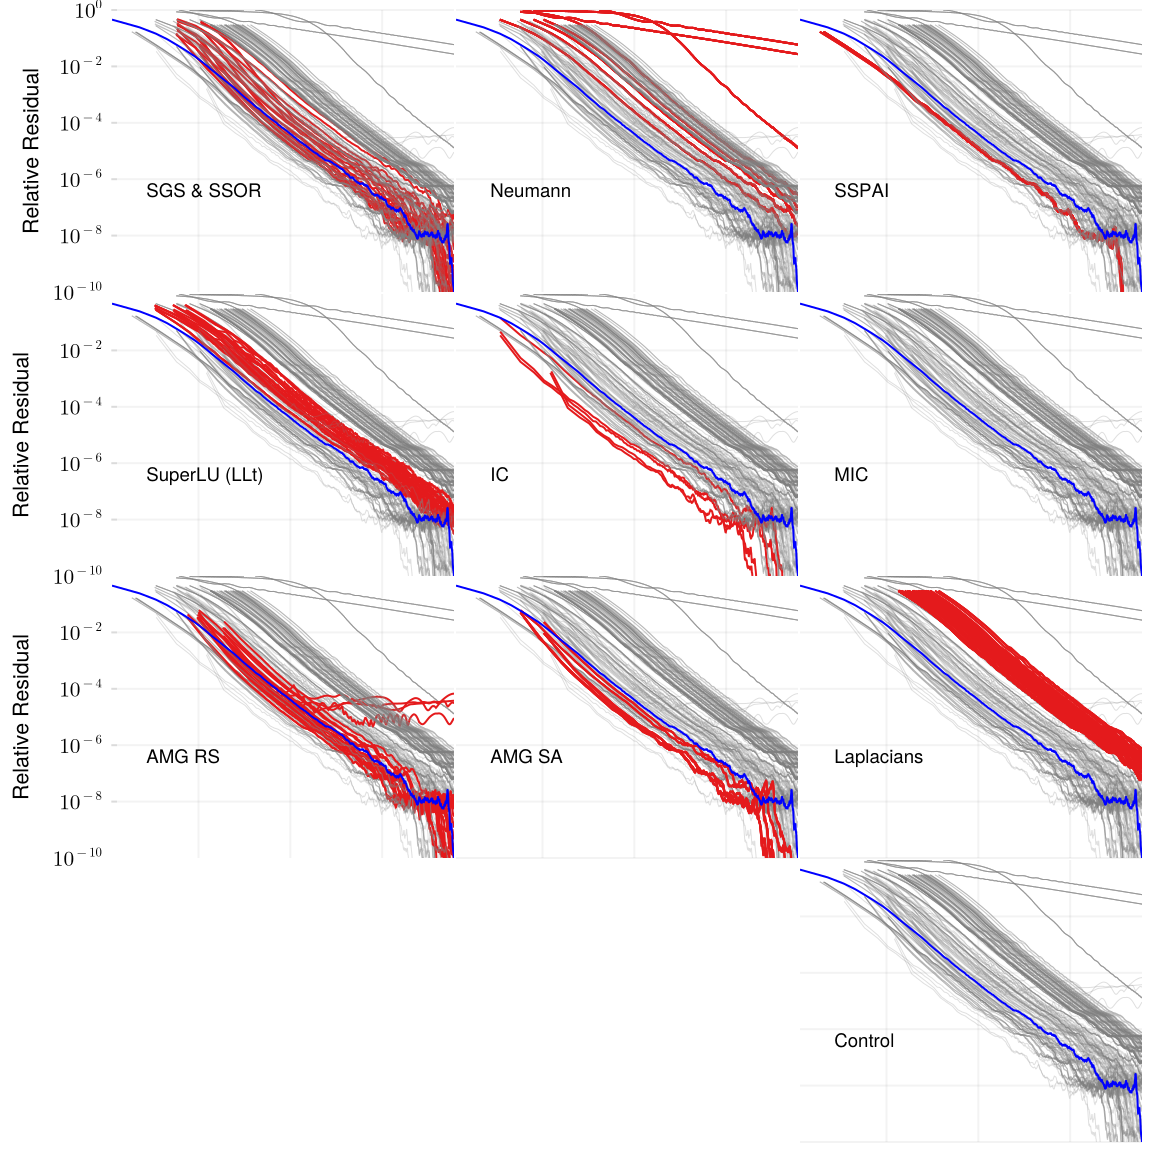 10^0
10^−2
10^−4
10^−6
10^−8
10^−10
Relative Residual
SGS & SSOR
Neumann
SSPAI
10^−2
10^−4
10^−6
10^−8
10^−10
Relative Residual
SuperLU (LLt)
IC
MIC
10^−2
10^−4
10^−6
10^−8
10^−10
Relative Residual
AMG RS
AMG SA
Laplacians
Control